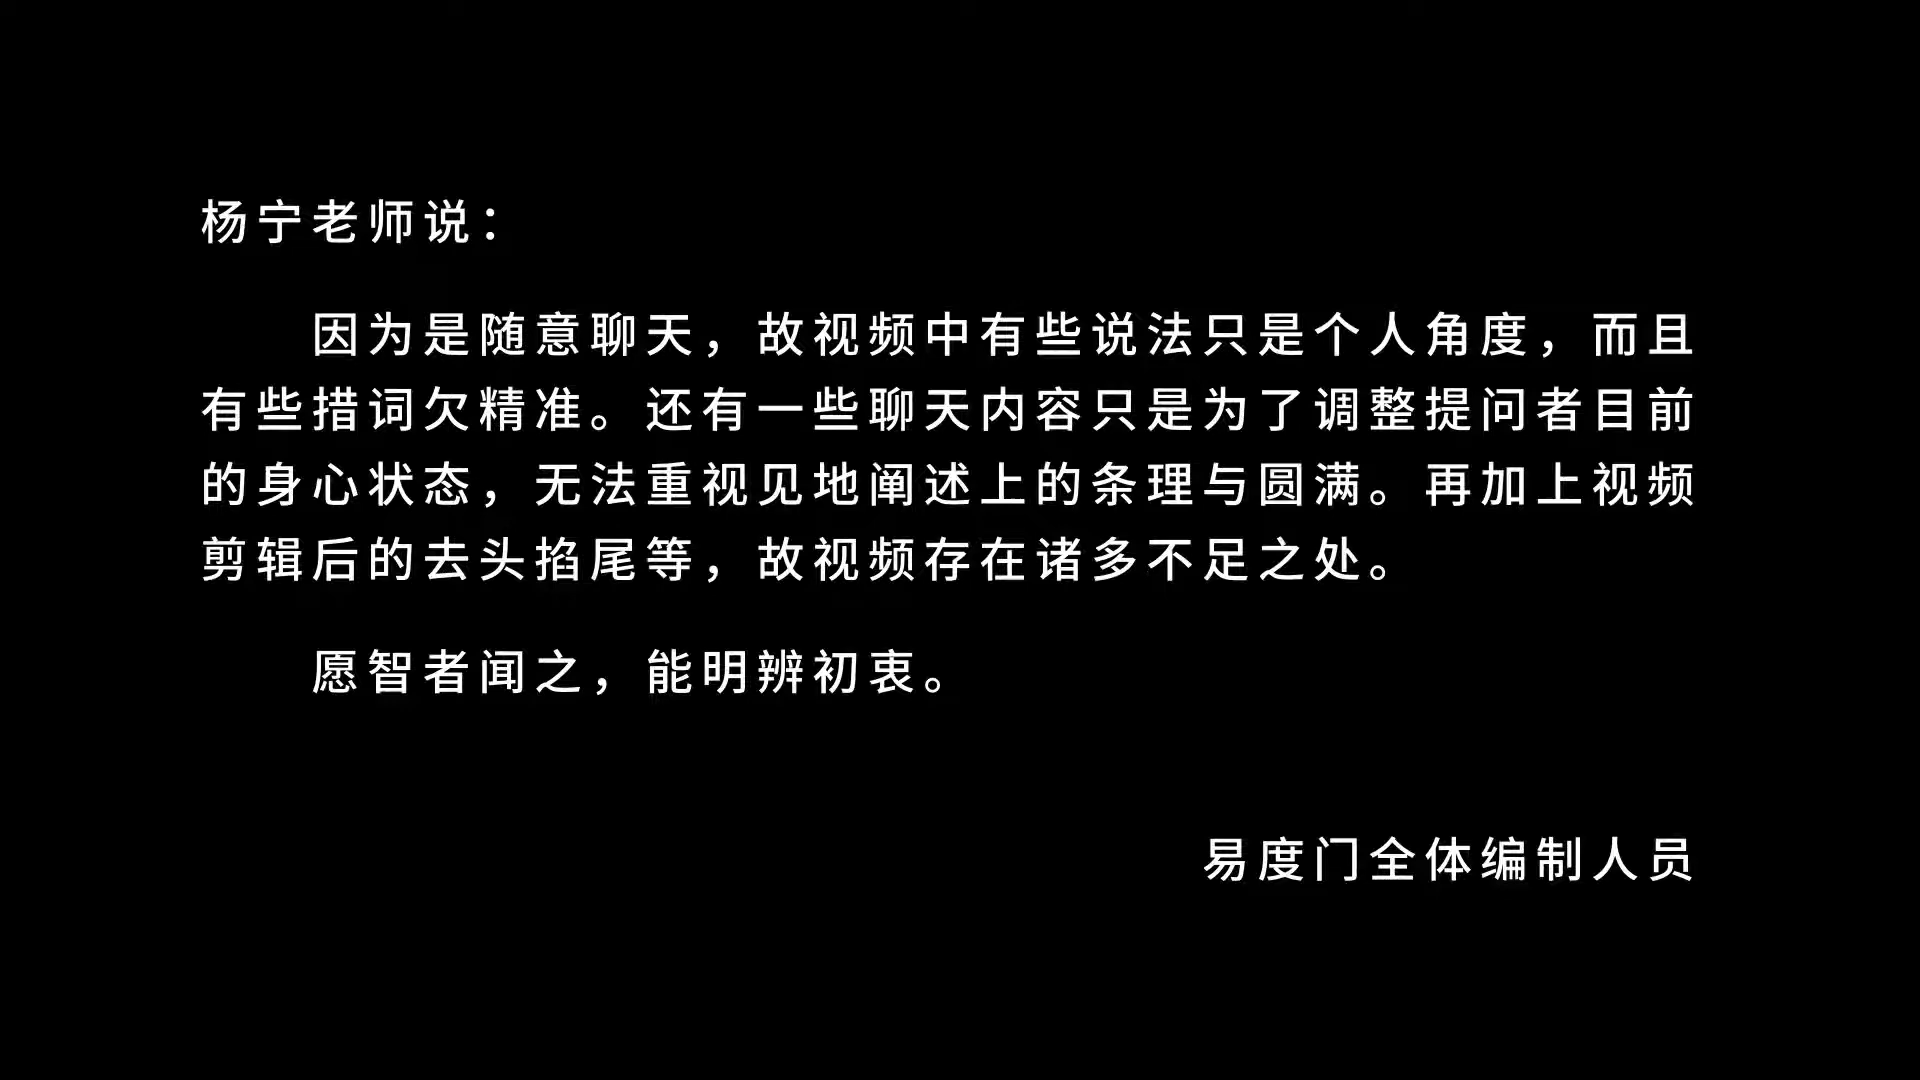 杨宁老师说：
因为是随意聊天，故视频中有些说法只是个人角度，而且
有些措词欠精准。还有一些聊天内容只是为了调整提问者目前
的身心状态，无法重视见地阐述上的条理与圆满。再加上视频
剪辑后的去头掐尾等，故视频存在诸多不足之处。
愿智者闻之，能明辨初衷。
易度门全体编制人员